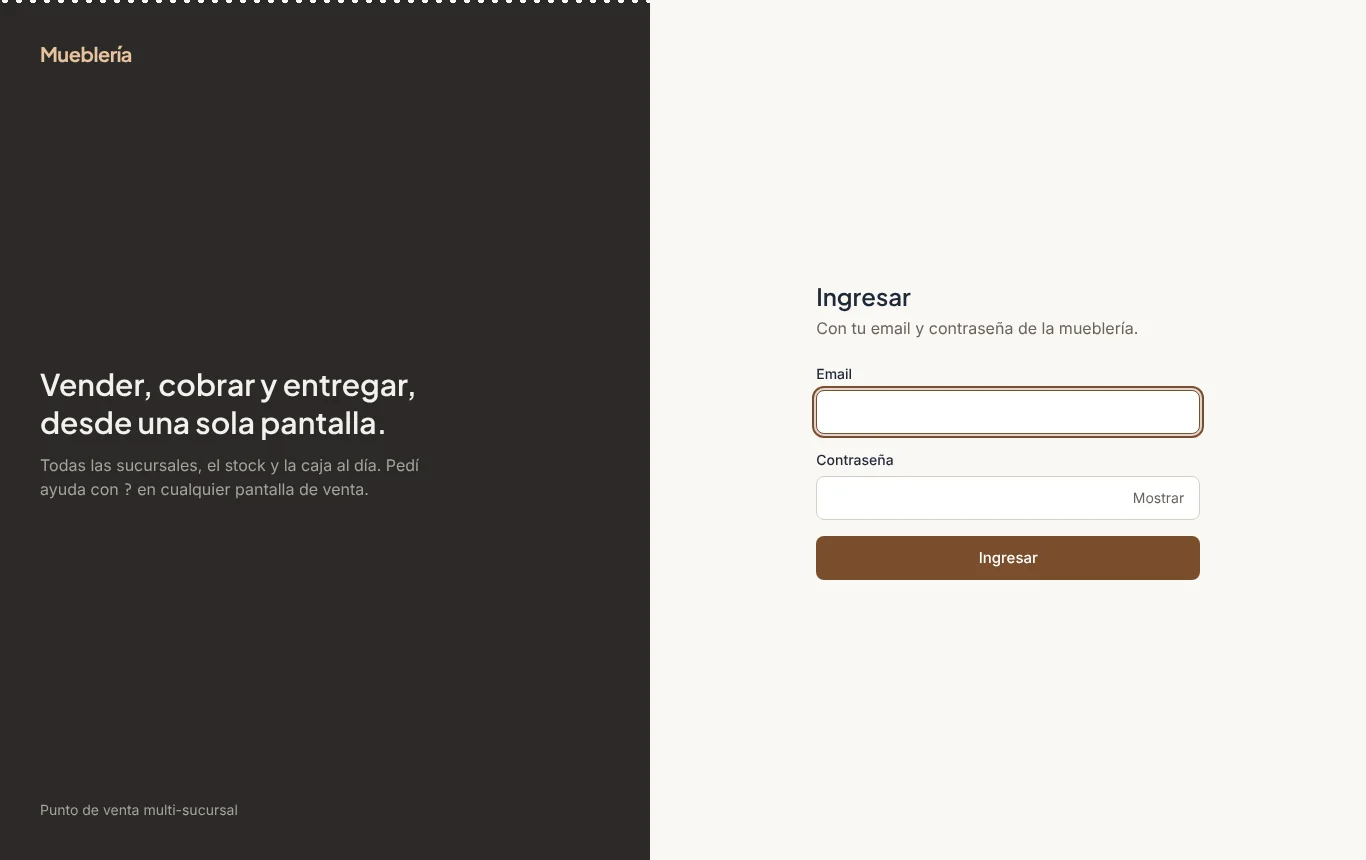 Mueblería
Vender, cobrar y entregar,
desde una sola pantalla.
Todas las sucursales, el stock y la caja al día. Pedí
ayuda con ? en cualquier pantalla de venta.
Punto de venta multi-sucursal
Ingresar
Con tu email y contraseña de la mueblería.
Email
Contraseña
Mostrar
Ingresar